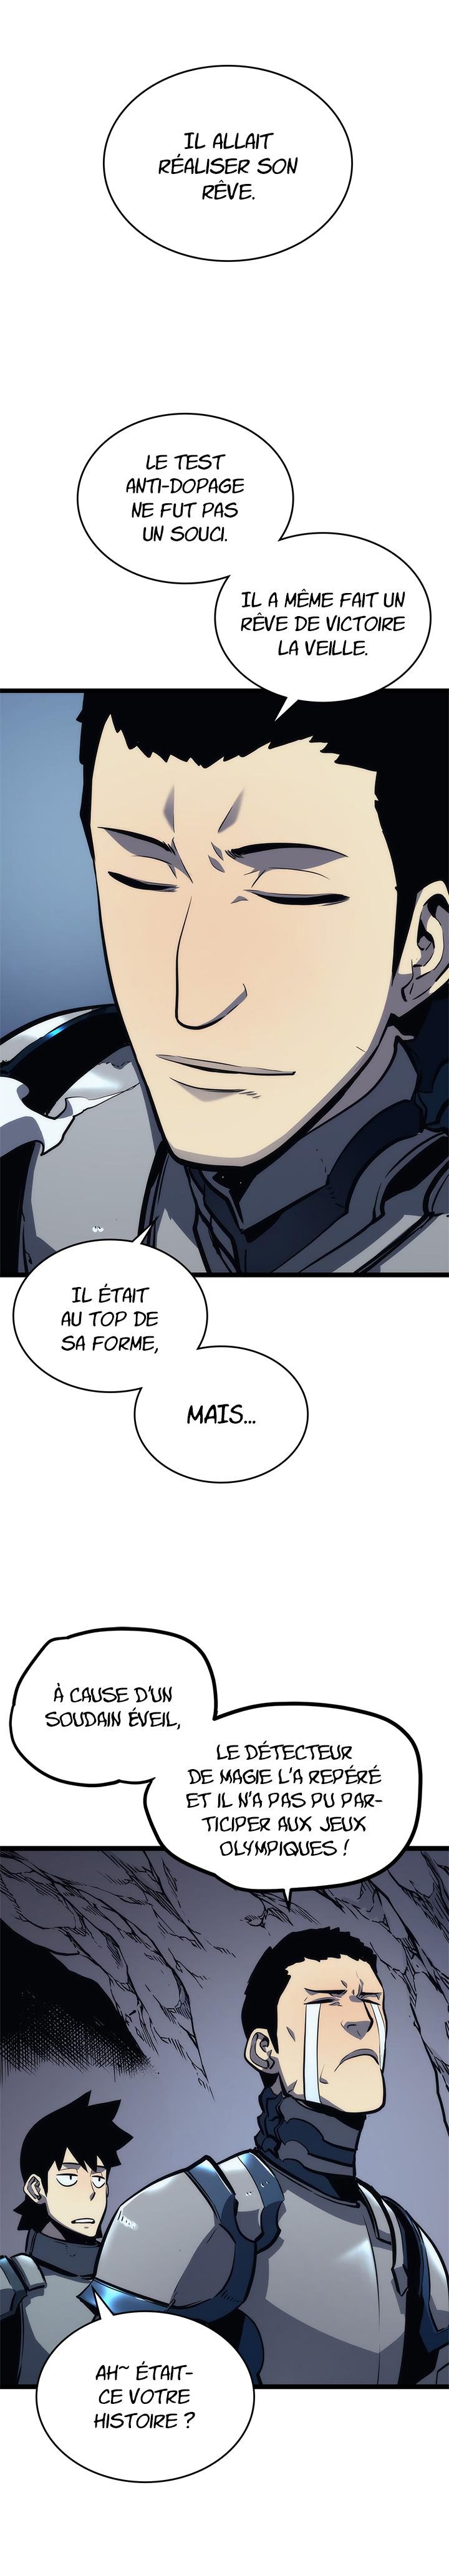 IL ALLAIT
RÉALISER SON
RÊVE.
LE TEST
ANTI-DOPAGE
NE FUT PAS
UN SOUCI.
IL A MÊME FAIT UN
RÊVE DE VICTOIRE
LA VEILLE.
IL ÉTAIT
AU TOP DE
SA FORME,
MAIS...
À CAUSE D'UN
SOUDAIN ÉVEIL,
LE DÉTECTEUR
DE MAGIE L'A REPÉRÉ
ET IL N'A PAS PU PAR-
TICIPER AUX JEUX
OLYMPIQUES !
AH~ ÉTAIT-
CE VOTRE
HISTOIRE ?